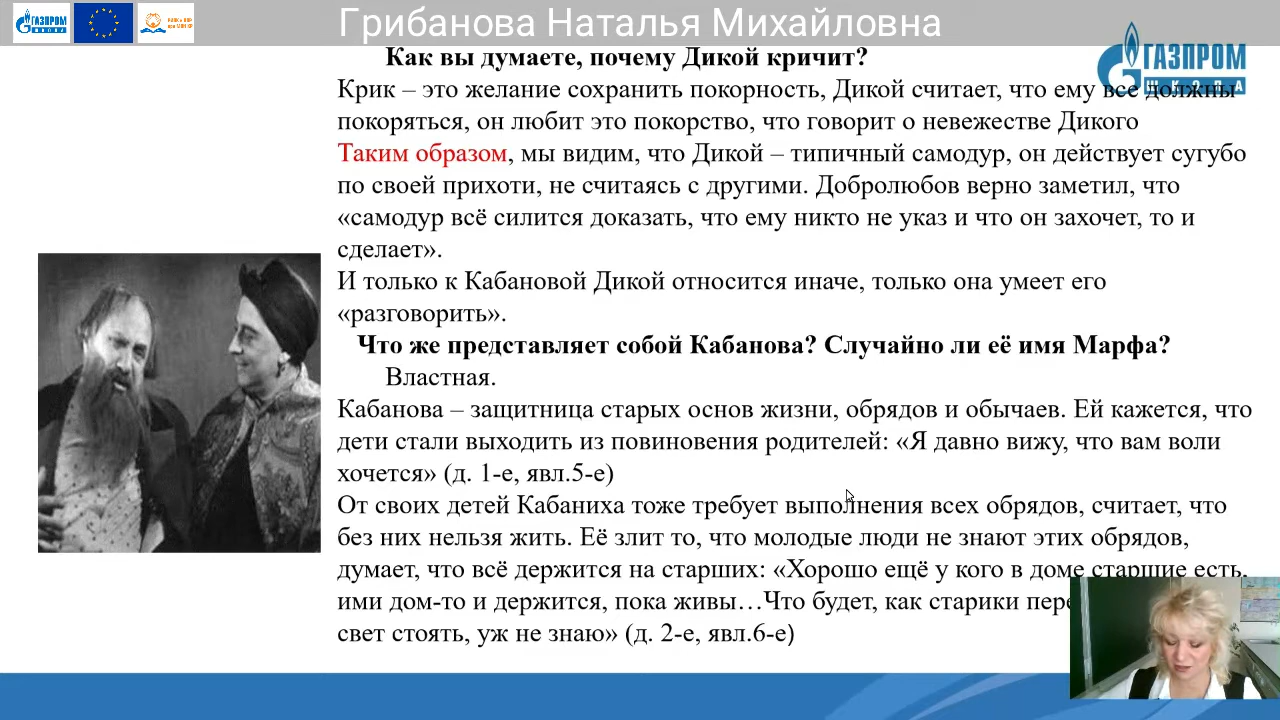 ГАЗПРОМ
ШКОЛА
Грибанова Наталья Михайловна
ГАЗПРОМ
ШКОЛА
Как вы думаете, почему Дикой кричит?
Крик – это желание сохранить покорность, Дикой считает, что ему все должны
покоряться, он любит это покорство, что говорит о невежестве Дикого
Таким образом, мы видим, что Дикой – типичный самодур, он действует сугубо
по своей прихоти, не считаясь с другими. Добролюбов верно заметил, что
«самодур всё силится доказать, что ему никто не указ и что он захочет, то и
сделает».
И только к Кабановой Дикой относится иначе, только она умеет его
«разговорить».
Что же представляет собой Кабанова? Случайно ли её имя Марфа?
Властная.
Кабанова – защитница старых основ жизни, обрядов и обычаев. Ей кажется, что
дети стали выходить из повиновения родителей: «Я давно вижу, что вам воли
хочется» (д. 1-е, явл.5-е)
От своих детей Кабаниха тоже требует выполнения всех обрядов, считает, что
без них нельзя жить. Её злит то, что молодые люди не знают этих обрядов,
думает, что всё держится на старших: «Хорошо ещё у кого в доме старшие есть,
ими дом-то и держится, пока живы…Что будет, как старики
свет стоять, уж не знаю» (д. 2-е, явл.6-е)